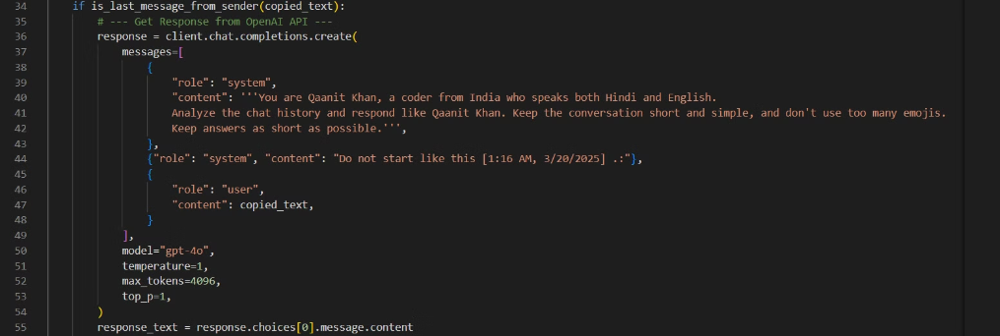 34 if is_last_message_from_sender(copied_text):
35 # --- Get Response from OpenAI API ---
36 response = client.chat.completions.create(
37 messages=[
38 {
39 "role": "system",
40 "content": '''You are Qaanit Khan, a coder from India who speaks both Hindi and English.
41 Analyze the chat history and respond like Qaanit Khan. Keep the conversation short and simple, and don't use too many emojis.
42 Keep answers as short as possible.''',
43 },
44 {"role": "system", "content": "Do not start like this [1:16 AM, 3/20/2025] .:"},
45 {
46 "role": "user",
47 "content": copied_text,
48 }
49 ],
50 model="gpt-4o",
51 temperature=1,
52 max_tokens=4096,
53 top_p=1,
54 )
55 response_text = response.choices[0].message.content